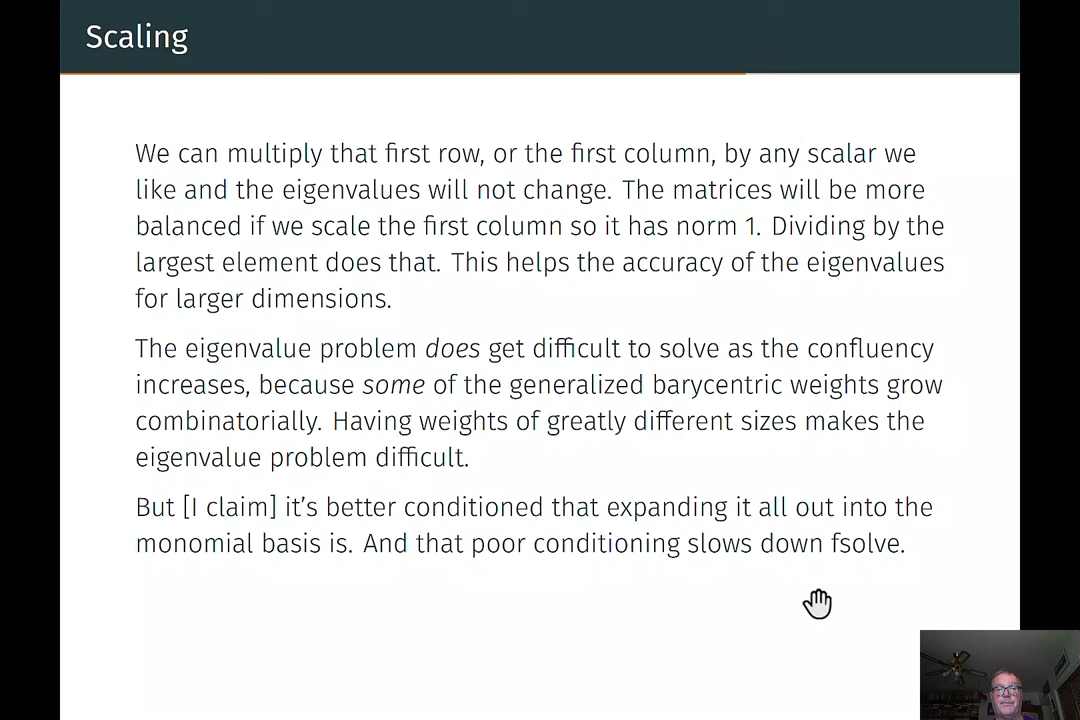 Scaling
We can multiply that first row, or the first column, by any scalar we
like and the eigenvalues will not change. The matrices will be more
balanced if we scale the first column so it has norm 1. Dividing by the
largest element does that. This helps the accuracy of the eigenvalues
for larger dimensions.
The eigenvalue problem does get difficult to solve as the confluency
increases, because some of the generalized barycentric weights grow
combinatorially. Having weights of greatly different sizes makes the
eigenvalue problem difficult.
But [I claim] it's better conditioned that expanding it all out into the
monomial basis is. And that poor conditioning slows down fsolve.